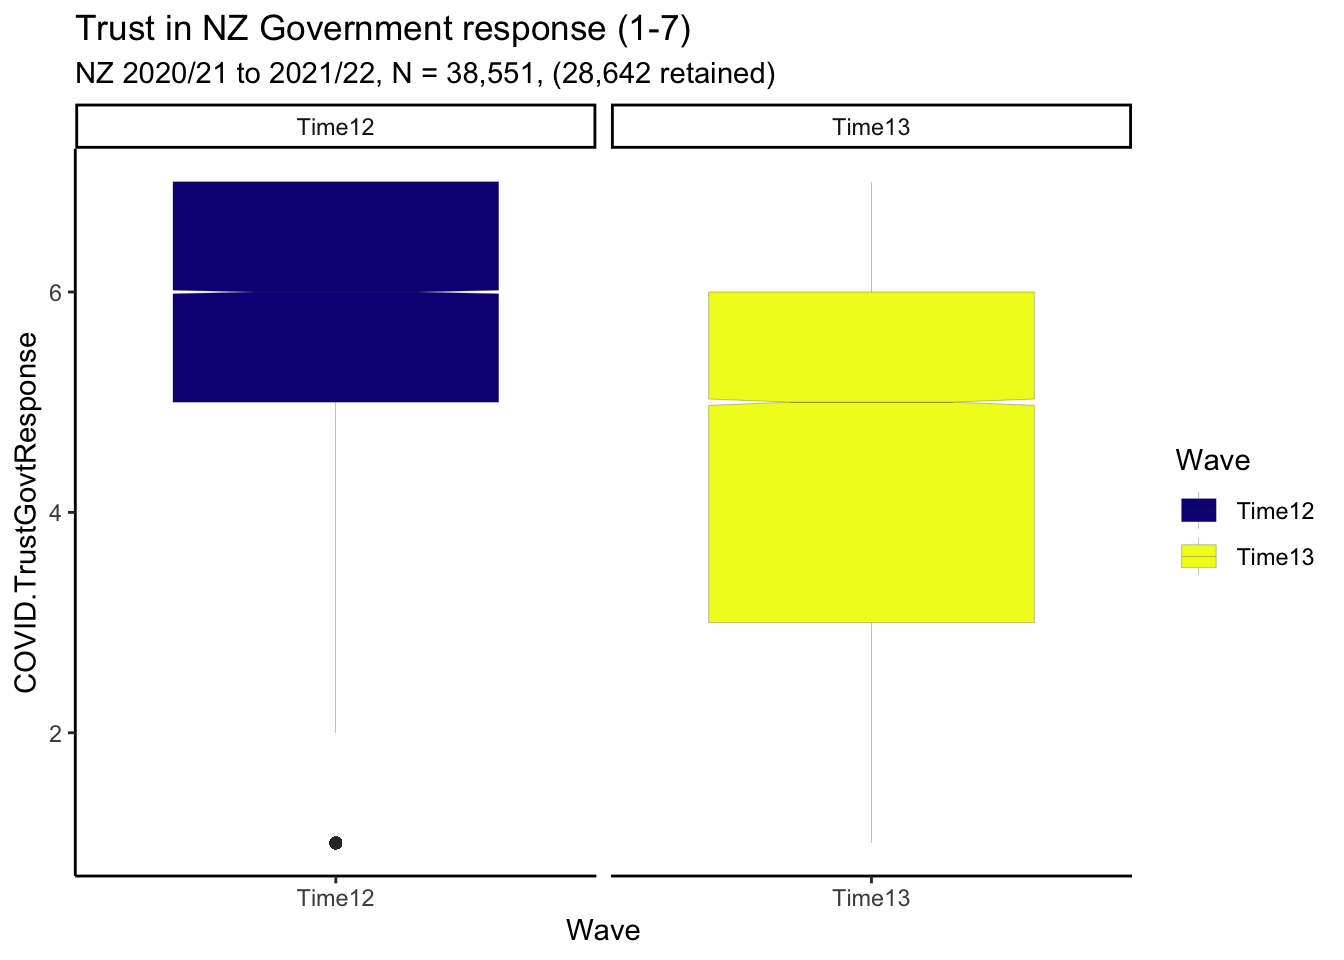 Trust in NZ Government response (1-7)
NZ 2020/21 to 2021/22, N = 38,551, (28,642 retained)
Time12
Time13
COVID.TrustGovtResponse
6
4
2
Time12
Time13
Wave
Wave
Time12
Time13